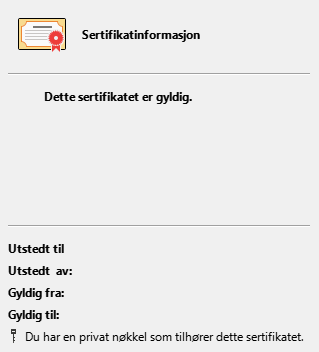 Sertifikatinformasjon
Dette sertifikatet er gyldig.
Utstedt til
Utstedt av:
Gyldig fra:
Gyldig til:
Du har en privat nøkkel som tilhører dette sertifikatet.